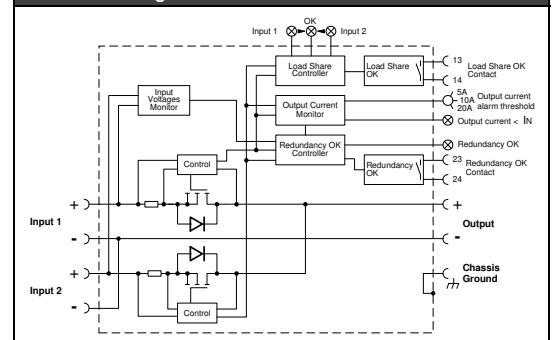 OK
Input 1
Input 2
Load Share
Controller
Load Share
OK
13
14
Load Share OK
Contact
Input
Voltages
Monitor
Output Current
Monitor
5A
10A
20A
Output current
alarm threshold
Output current < IN
Redundancy OK
Controller
Redundancy OK
Redundancy
OK
23
24
Redundancy OK
Contact
Control
Input 1
+
-
+
-
Output
Input 2
+
-
Control
Chassis
Ground